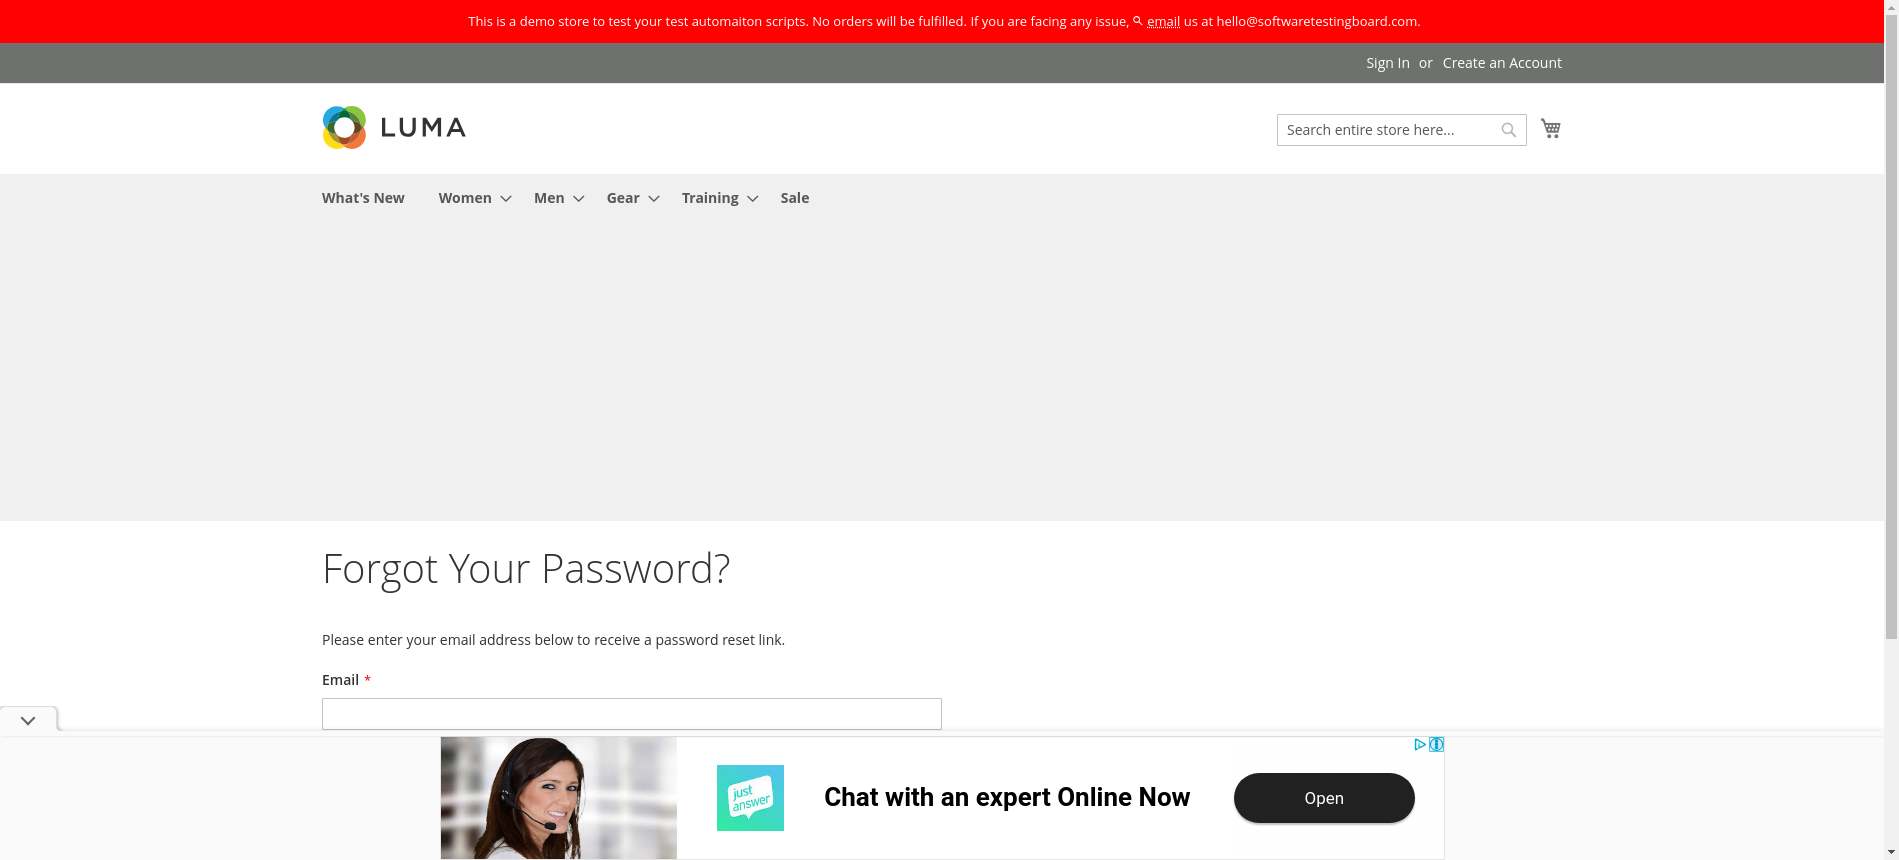 This is a demo store to test your test automaiton scripts. No orders will be fulfilled. If you are facing any issue, email us at hello@softwaretestingboard.com.
Sign In or Create an Account
LUMA
Search entire store here...
What's New Women Men Gear Training Sale
Forgot Your Password?
Please enter your email address below to receive a password reset link.
Email *
just
answer
Chat with an expert Online Now
Open